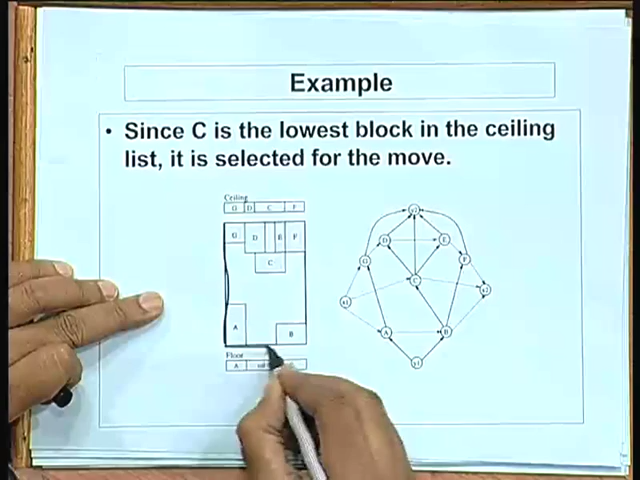 Example
• Since C is the lowest block in the ceiling
list, it is selected for the move.
Ceiling
G D C F
G D E F
C
A B
Floor
A
D E
G F
C
A B